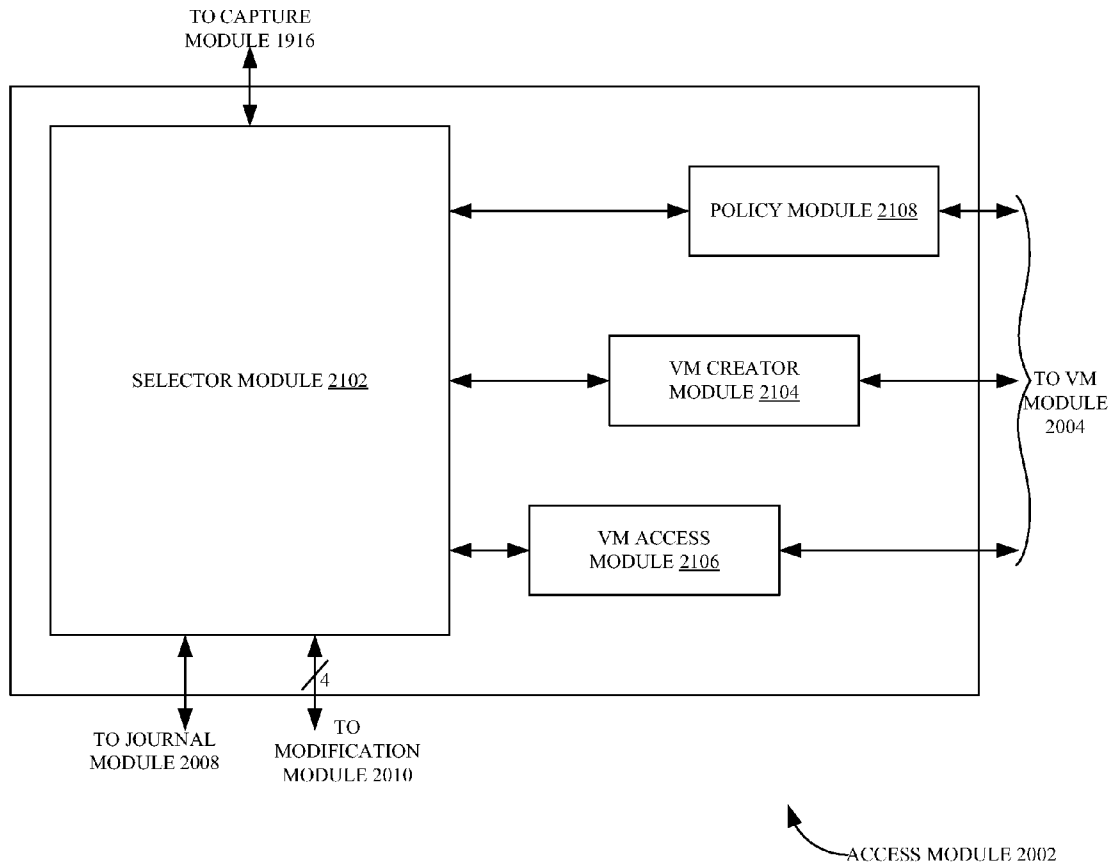 TO CAPTURE
MODULE 1916
POLICY MODULE 2108
SELECTOR MODULE 2102
VM CREATOR
MODULE 2104
TO VM
MODULE
2004
VM ACCESS
MODULE 2106
4
TO JOURNAL
MODULE 2008
TO
MODIFICATION
MODULE 2010
ACCESS MODULE 2002